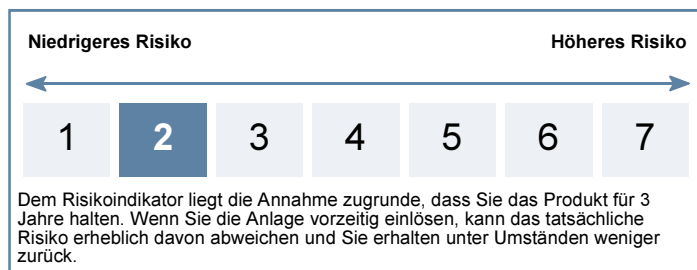 Niedrigeres Risiko Höheres Risiko
1 2 3 4 5 6 7
Dem Risikoindikator liegt die Annahme zugrunde, dass Sie das Produkt für 3
Jahre halten. Wenn Sie die Anlage vorzeitig einlösen, kann das tatsächliche
Risiko erheblich davon abweichen und Sie erhalten unter Umständen weniger
zurück.